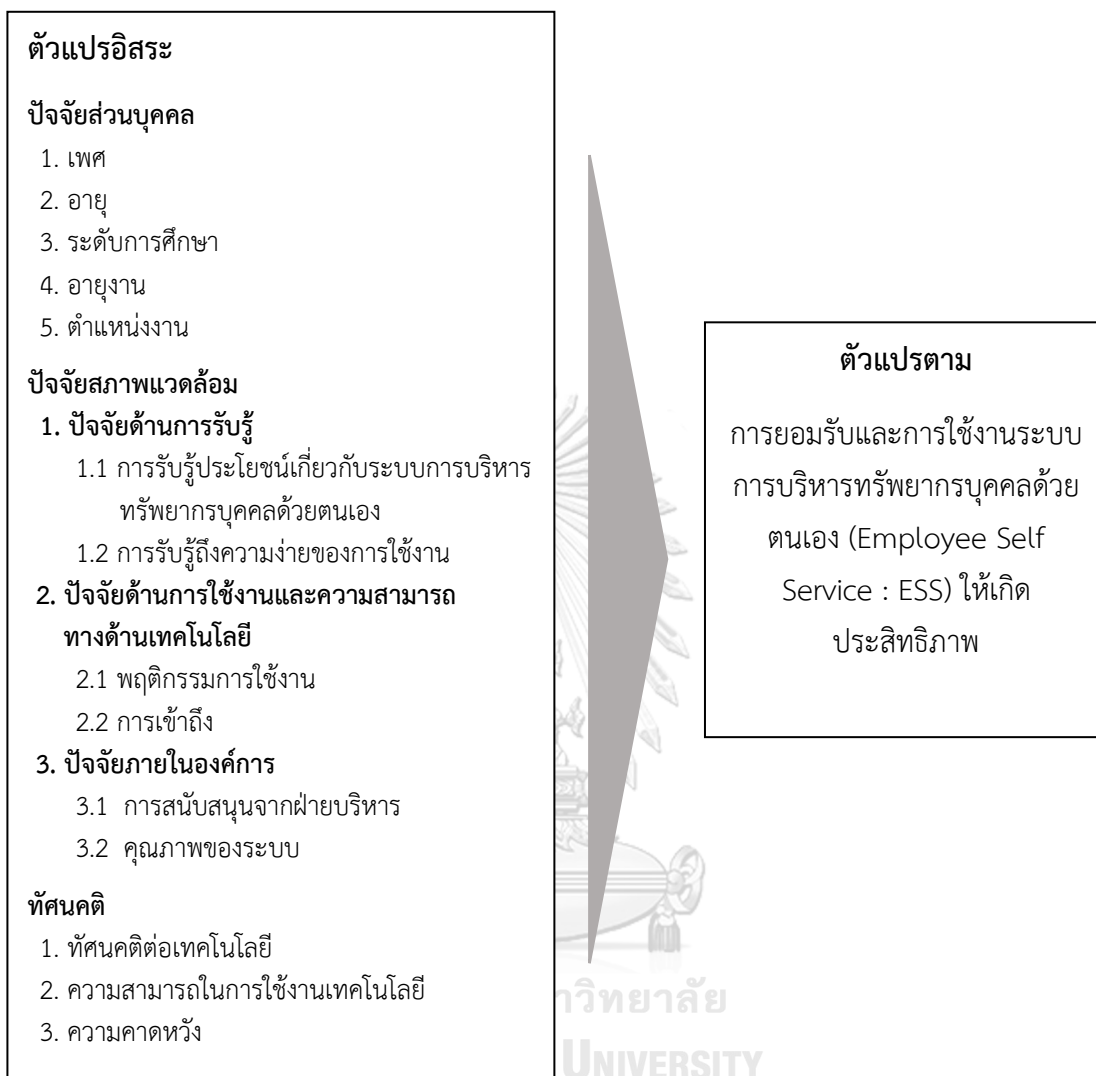 ตัวแปรอิสระ
ปัจจัยส่วนบุคคล
1. เพศ
2. อายุ
3. ระดับการศึกษา
4. อายุงาน
5. ตำแหน่งงาน
ปัจจัยสภาพแวดล้อม
1. ปัจจัยด้านการรับรู้
1.1 การรับรู้ประโยชน์เกี่ยวกับระบบการบริหาร
ทรัพยากรบุคคลด้วยตนเอง
1.2 การรับรู้ถึงความง่ายของการใช้งาน
2. ปัจจัยด้านการใช้งานและความสามารถ
ทางด้านเทคโนโลยี
2.1 พฤติกรรมการใช้งาน
2.2 การเข้าถึง
3. ปัจจัยภายในองค์การ
3.1 การสนับสนุนจากฝ่ายบริหาร
3.2 คุณภาพของระบบ
ทัศนคติ
1. ทัศนคติต่อเทคโนโลยี
2. ความสามารถในการใช้งานเทคโนโลยี
3. ความคาดหวัง
ตัวแปรตาม
การยอมรับและการใช้งานระบบ
การบริหารทรัพยากรบุคคลด้วย
ตนเอง (Employee Self
Service : ESS) ให้เกิด
ประสิทธิภาพ
วิทยาลัย
UNIVERSITY